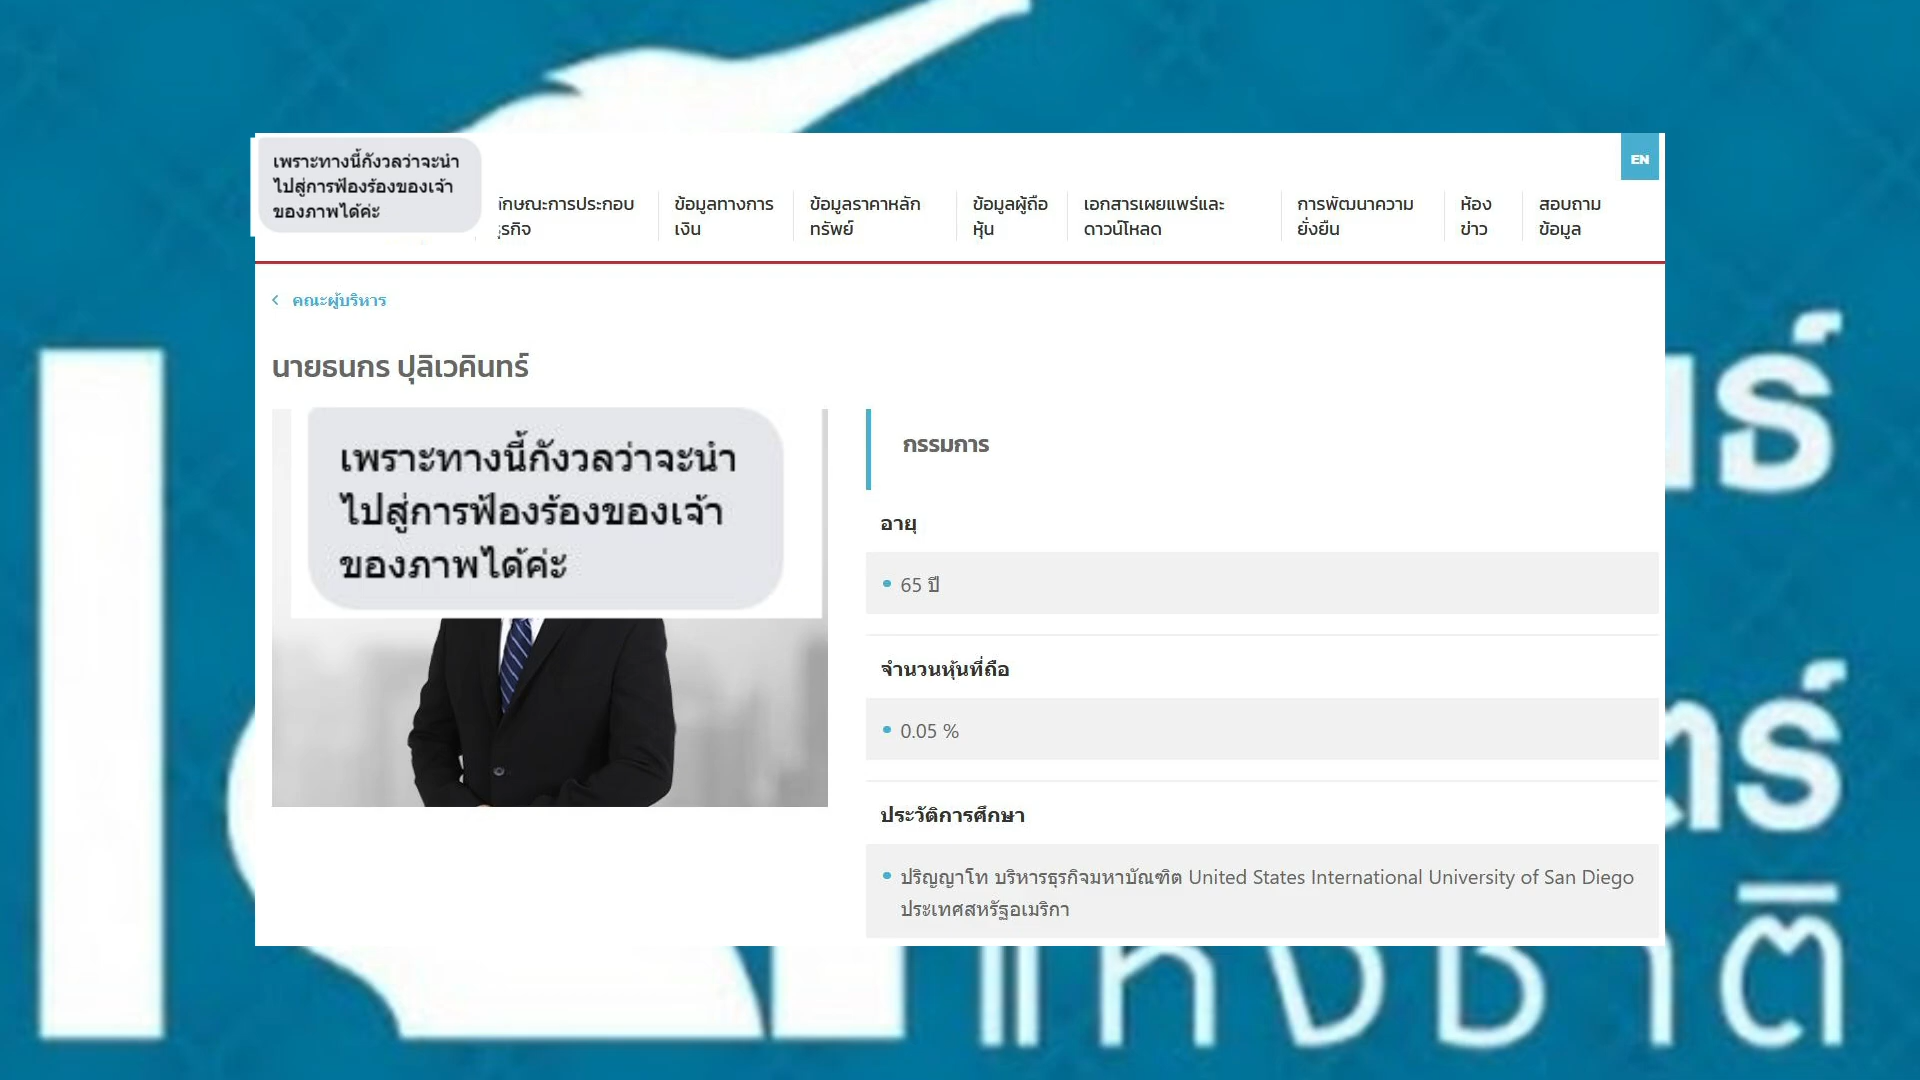 เพราะทางนี้กังวลว่าจะนำ
ไปสู่การฟ้องร้องของเจ้า
ของภาพได้ค่ะ
EN
ข้อมูลทางการ
เงิน
ข้อมูลราคาหลัก
ทรัพย์
ข้อมูลผู้ถือ
หุ้น
เอกสารเผยแพร่และ
ดาวน์โหลด
การพัฒนาความ
ยั่งยืน
ห้อง
ข่าว
สอบถาม
ข้อมูล
คณะผู้บริหาร
นายธนกร ปุลิเวคินทร์
เพราะทางนี้กังวลว่าจะนำ
ไปสู่การฟ้องร้องของเจ้า
ของภาพได้ค่ะ
กรรมการ
อายุ
65 ปี
จำนวนหุ้นที่ถือ
0.05 %
ประวัติการศึกษา
ปริญญาโท บริหารธุรกิจมหาบัณฑิต United States International University of San Diego
ประเทศสหรัฐอเมริกา
แห่งชาติ